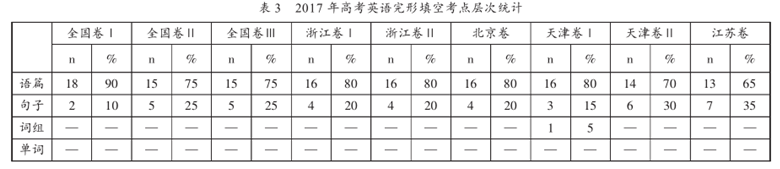 表 3 2017 年高考英语完形填空考点层次统计
全国卷Ⅰ 全国卷Ⅱ 全国卷Ⅲ 浙江卷Ⅰ 浙江卷Ⅱ 北京卷 天津卷Ⅰ 天津卷Ⅱ 江苏卷
n % n % n % n % n % n % n % n % n %
语篇 18 90 15 75 15 75 16 80 16 80 16 80 16 80 14 70 13 65
句子 2 10 5 25 5 25 4 20 4 20 4 20 3 15 6 30 7 35
词组 — — — — — — — — — — — — 1 5 — — — —
单词 — — — — — — — — — — — — — — — — — —